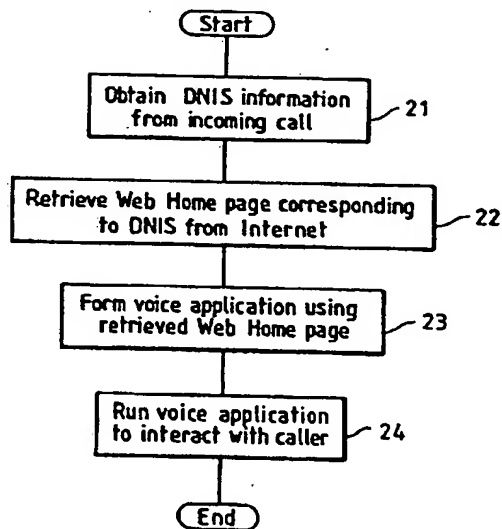 Start
Obtain DNIS information
from incoming call
21
Retrieve Web Home page corresponding
to DNIS from Internet
22
Form voice application using
retrieved Web Home page
23
Run voice application
to interact with caller
24
End